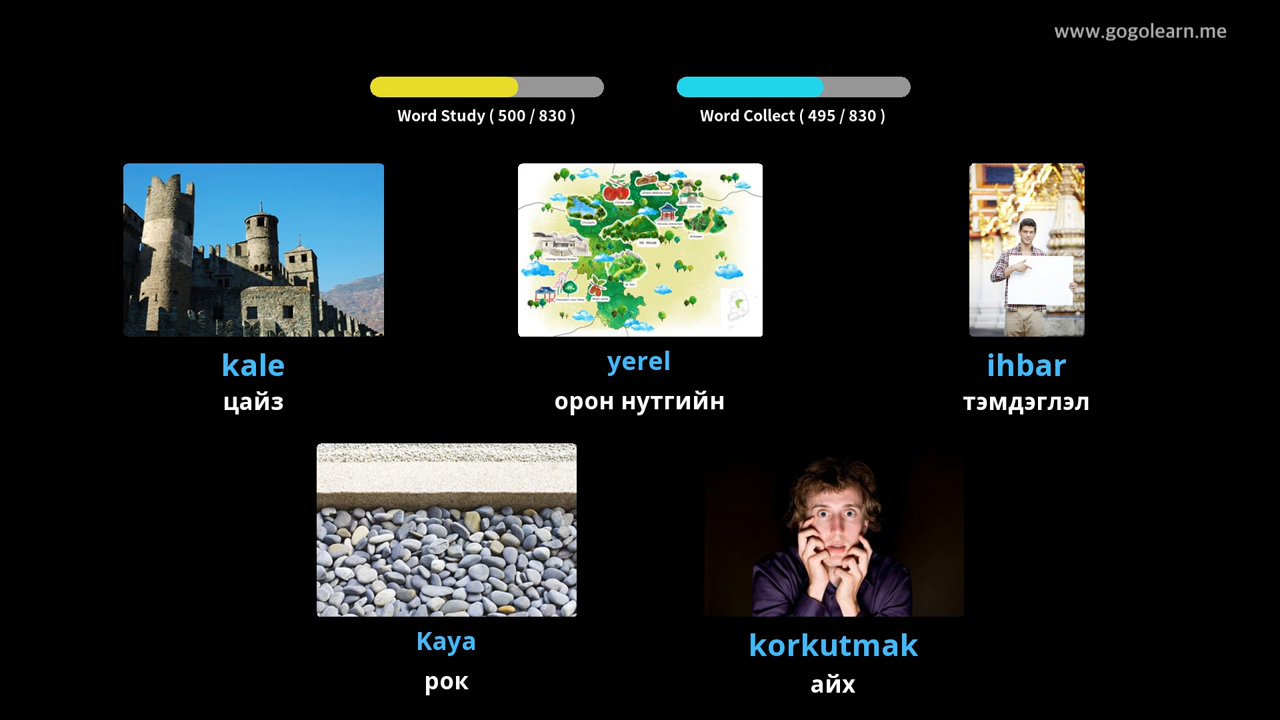 www.gogolearn.me
Word Study ( 500 / 830 )
Word Collect ( 495 / 830 )
kale
цайз
yerel
орон нутгийн
ihbar
тэмдэглэл
Kaya
рок
korkutmak
айх